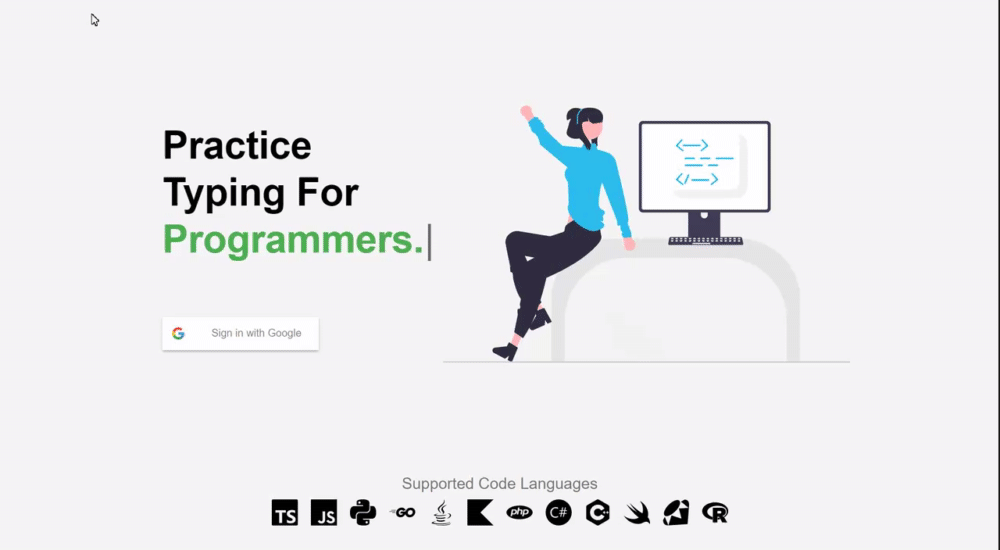 Practice
Typing For
Programmers.
Sign in with Google
Supported Code Languages
TS JS GO php C# C++ R